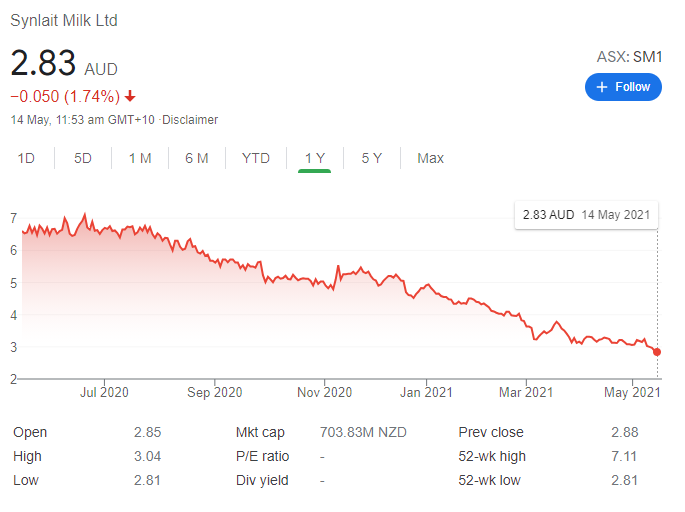 Synlait Milk Ltd
2.83 AUD
ASX: SM1
−0.050 (1.74%)
+ Follow
14 May, 11:53 am GMT+10 · Disclaimer
1D 5D 1 M 6 M YTD 1 Y 5 Y Max
2.83 AUD 14 May 2021
7
6
5
4
3
2
Jul 2020 Sep 2020 Nov 2020 Jan 2021 Mar 2021 May 2021
Open 2.85 Mkt cap 703.83M NZD Prev close 2.88
High 3.04 P/E ratio - 52-wk high 7.11
Low 2.81 Div yield - 52-wk low 2.81